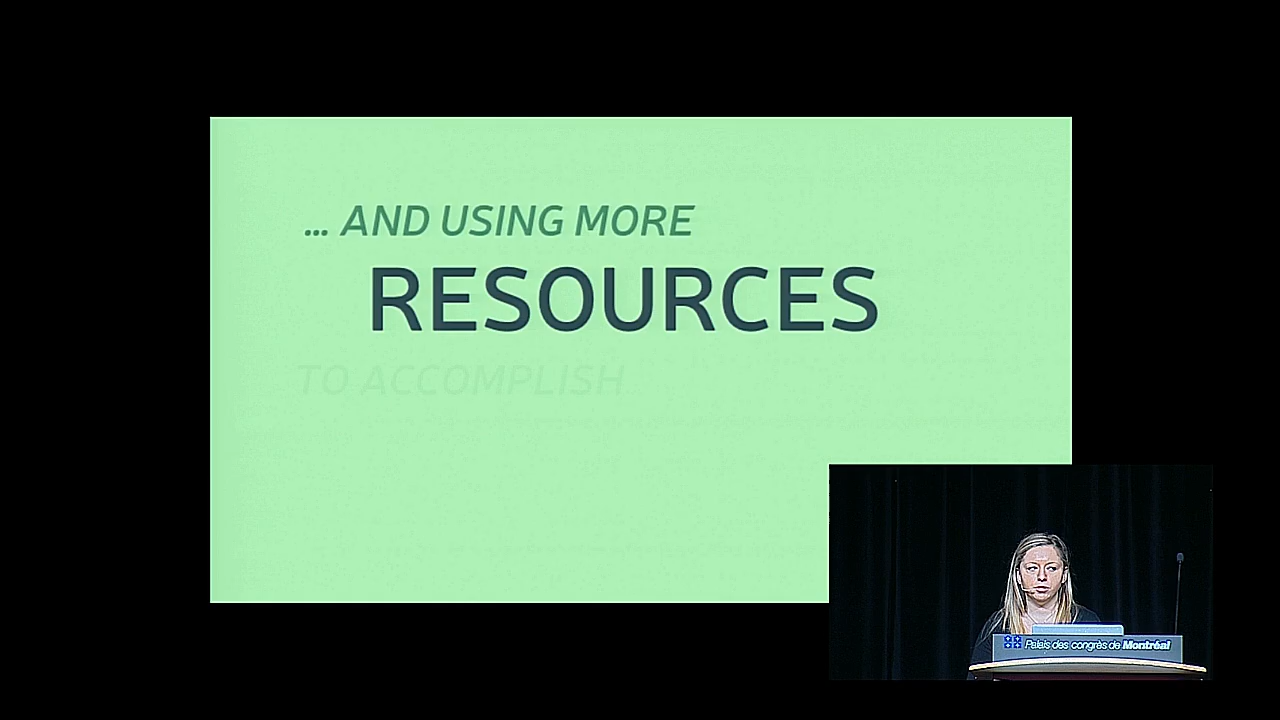 ... AND USING MORE
RESOURCES
TO ACCOMPLISH
Palais des congrès de Montréal